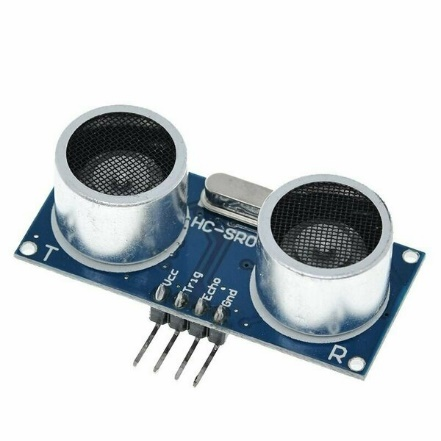 HC-SR0
T
Vcc
Trig
Echo
Gnd
R